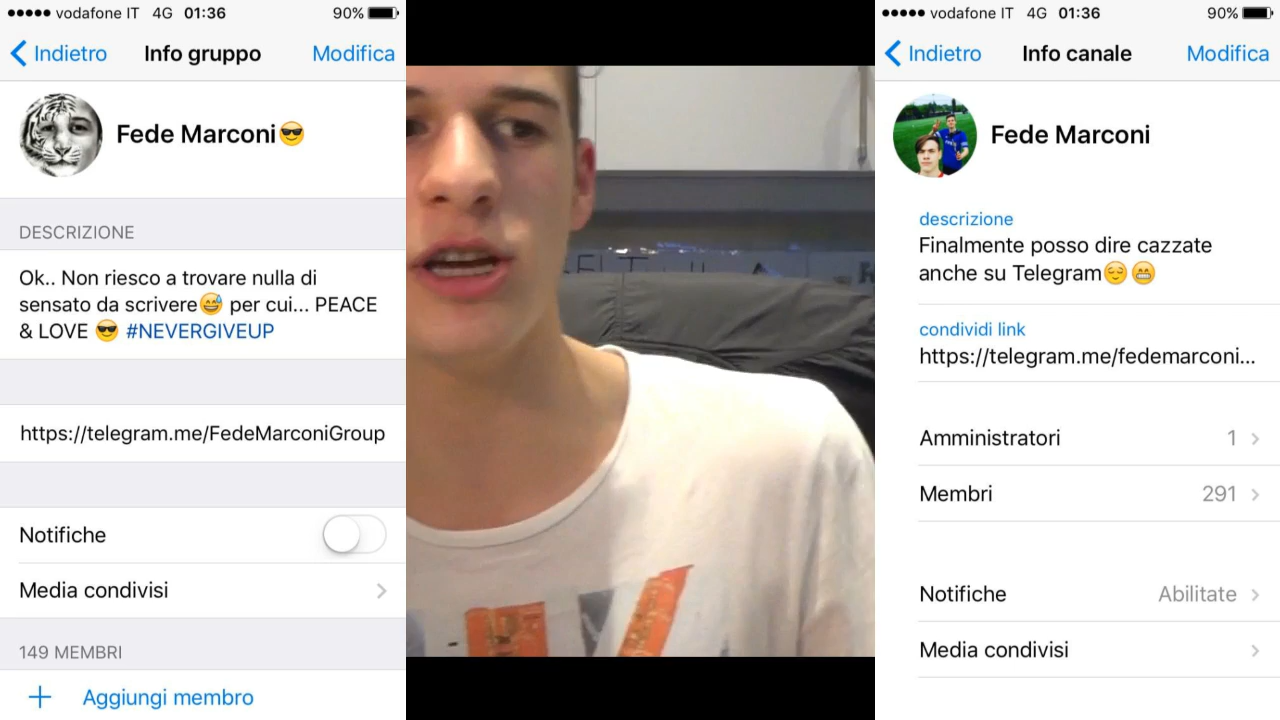 vodafone IT 4G 01:36 90%
Indietro Info gruppo Modifica
Fede Marconi😎
DESCRIZIONE
Ok.. Non riesco a trovare nulla di
sensato da scrivere😅 per cui... PEACE
& LOVE 😎 #NEVERGIVEUP
https://telegram.me/FedeMarconiGroup
Notifiche
Media condivisi
149 MEMBRI
+ Aggiungi membro
vodafone IT 4G 01:36 90%
Indietro Info canale Modifica
Fede Marconi
descrizione
Finalmente posso dire cazzate
anche su Telegram😌😁
condividi link
https://telegram.me/fedemarconi...
Amministratori 1
Membri 291
Notifiche Abilitate
Media condivisi